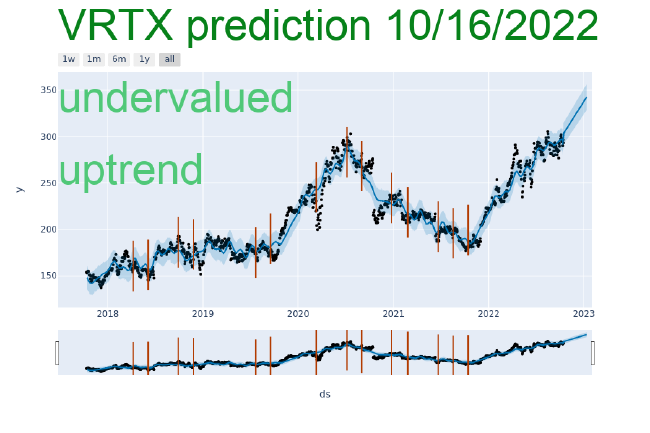 VRTX prediction 10/16/2022
1w 1m 6m 1y all
undervalued
uptrend
350
300
250
200
150
y
2018 2019 2020 2021 2022 2023
ds